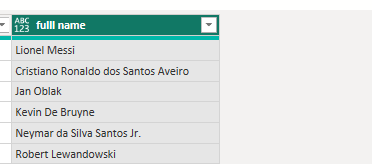 ABC
123 fulll name
Lionel Messi
Cristiano Ronaldo dos Santos Aveiro
Jan Oblak
Kevin De Bruyne
Neymar da Silva Santos Jr.
Robert Lewandowski